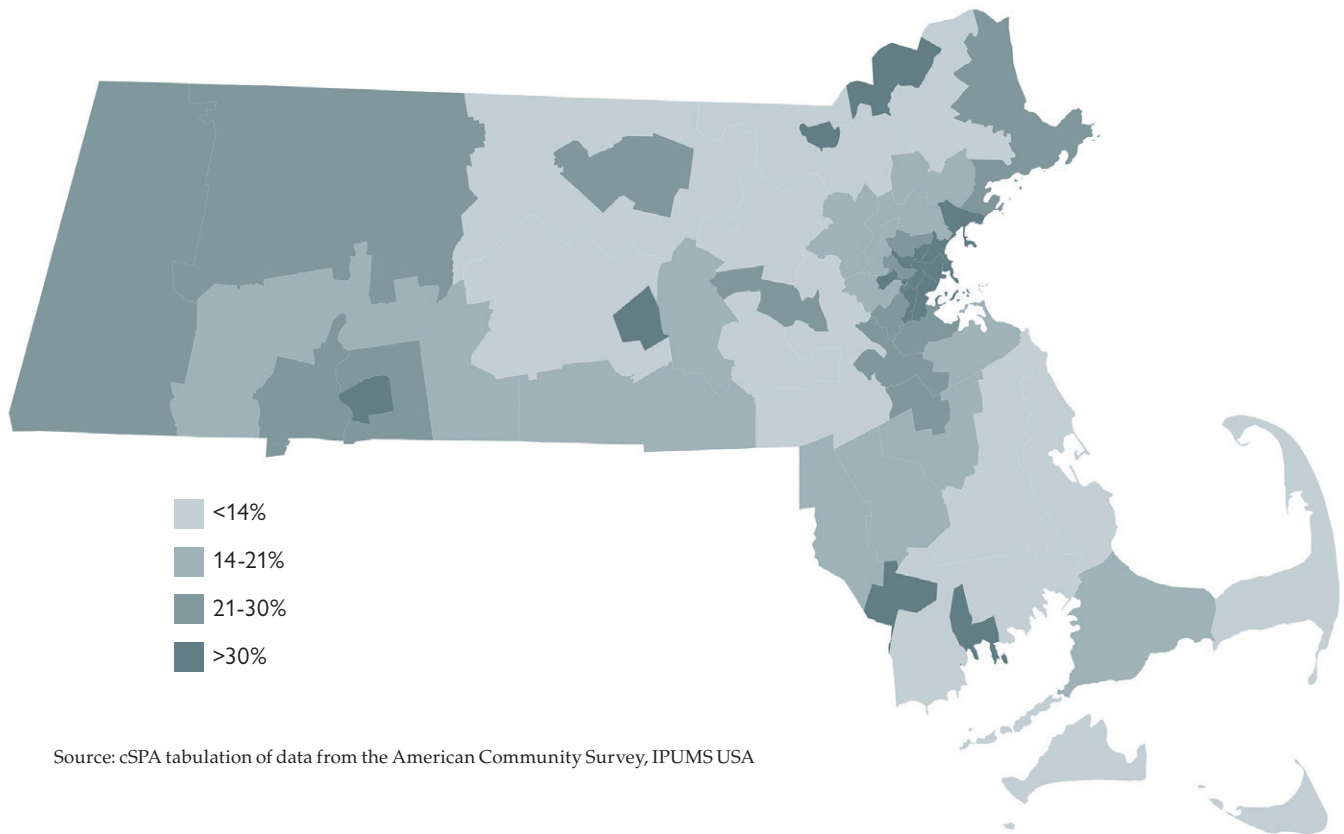 <14%
14-21%
21-30%
>30%
Source: cSPA tabulation of data from the American Community Survey, IPUMS USA